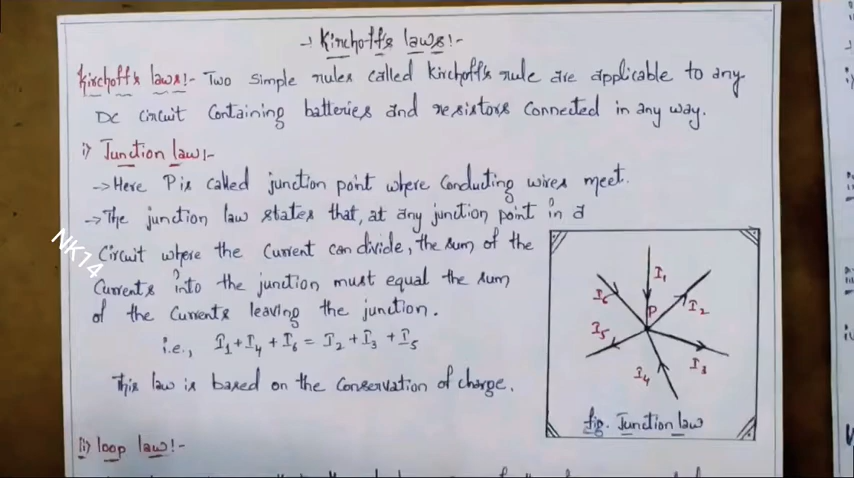 → Kirchoff's laws:-
Kirchoff's laws:- Two simple rules called Kirchoff's rule are applicable to any
DC circuit containing batteries and resistors connected in any way.
i) Junction law:-
→ Here P is called junction point where conducting wires meet.
→ The junction law states that, at any junction point in a
circuit where the current can divide, the sum of the
currents into the junction must equal the sum
of the currents leaving the junction.
i.e., I1 + I4 + I6 = I2 + I3 + I5
This law is based on the conservation of charge.
I1
I6
I2
P
I5
I3
I4
fig. Junction law
ii) loop law:-
NK14